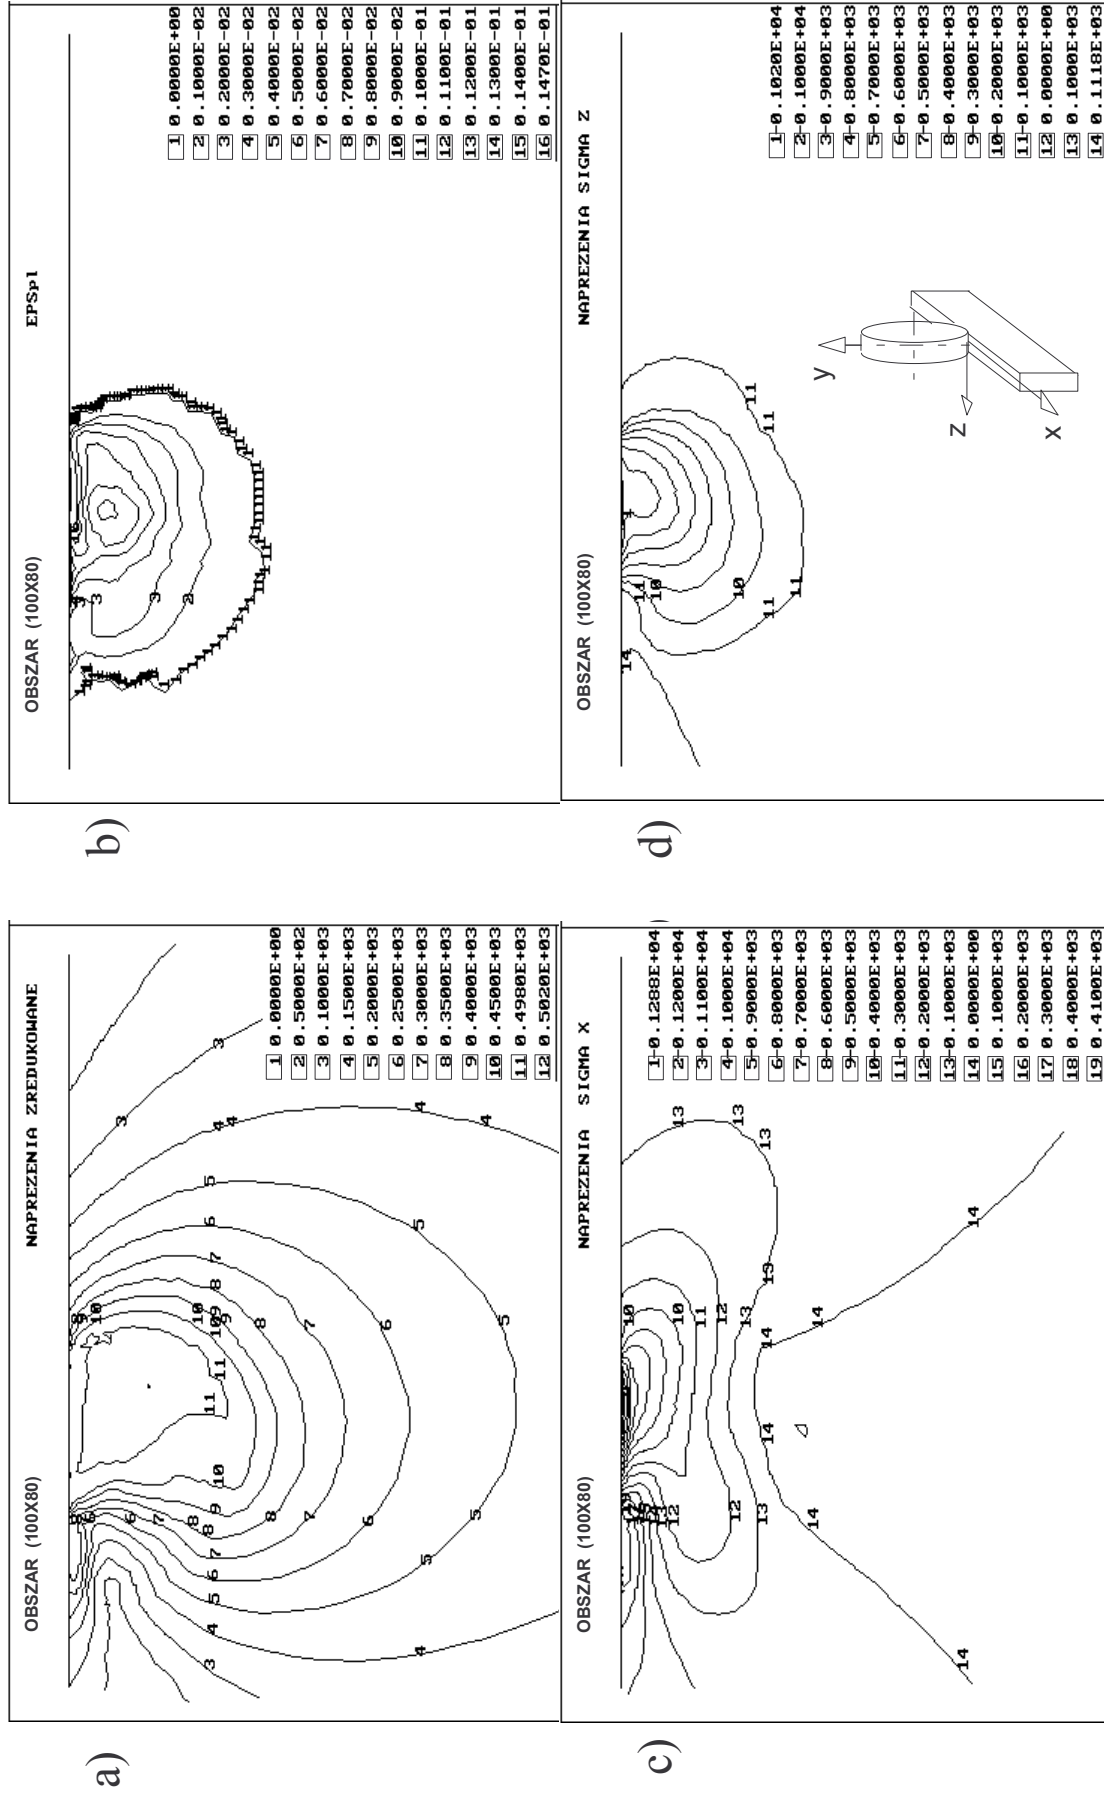 a)
OBSZAR (100X80)
NAPREZENIA ZREDUKOWANE
1 0.0000E+00
2 0.5000E+02
3 0.1000E+03
4 0.1500E+03
5 0.2000E+03
6 0.2500E+03
7 0.3000E+03
8 0.3500E+03
9 0.4000E+03
10 0.4500E+03
11 0.4980E+03
12 0.5020E+03
b)
OBSZAR (100X80)
EPSpl
1 0.0000E+00
2 0.1000E-02
3 0.2000E-02
4 0.3000E-02
5 0.4000E-02
6 0.5000E-02
7 0.6000E-02
8 0.7000E-02
9 0.8000E-02
10 0.9000E-02
11 0.1000E-01
12 0.1100E-01
13 0.1200E-01
14 0.1300E-01
15 0.1400E-01
16 0.1470E-01
c)
OBSZAR (100X80)
NAPREZENIA SIGMA X
1-0.1288E+04
2-0.1200E+04
3-0.1100E+04
4-0.1000E+04
5-0.9000E+03
6-0.8000E+03
7-0.7000E+03
8-0.6000E+03
9-0.5000E+03
10-0.4000E+03
11-0.3000E+03
12-0.2000E+03
13-0.1000E+03
14 0.0000E+00
15 0.1000E+03
16 0.2000E+03
17 0.3000E+03
18 0.4000E+03
19 0.4100E+03
d)
OBSZAR (100X80)
NAPREZENIA SIGMA Z
1-0.1020E+04
2-0.1000E+04
3-0.9000E+03
4-0.8000E+03
5-0.7000E+03
6-0.6000E+03
7-0.5000E+03
8-0.4000E+03
9-0.3000E+03
10-0.2000E+03
11-0.1000E+03
12 0.0000E+00
13 0.1000E+03
14 0.1118E+03
y
z
x